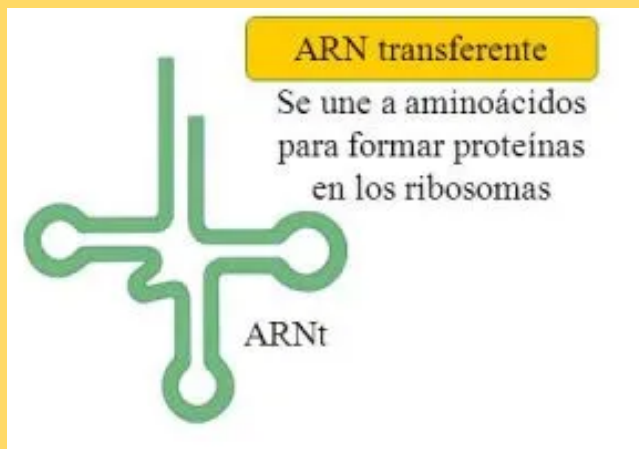 ARN transferente
Se une a aminoácidos
para formar proteínas
en los ribosomas
ARNt